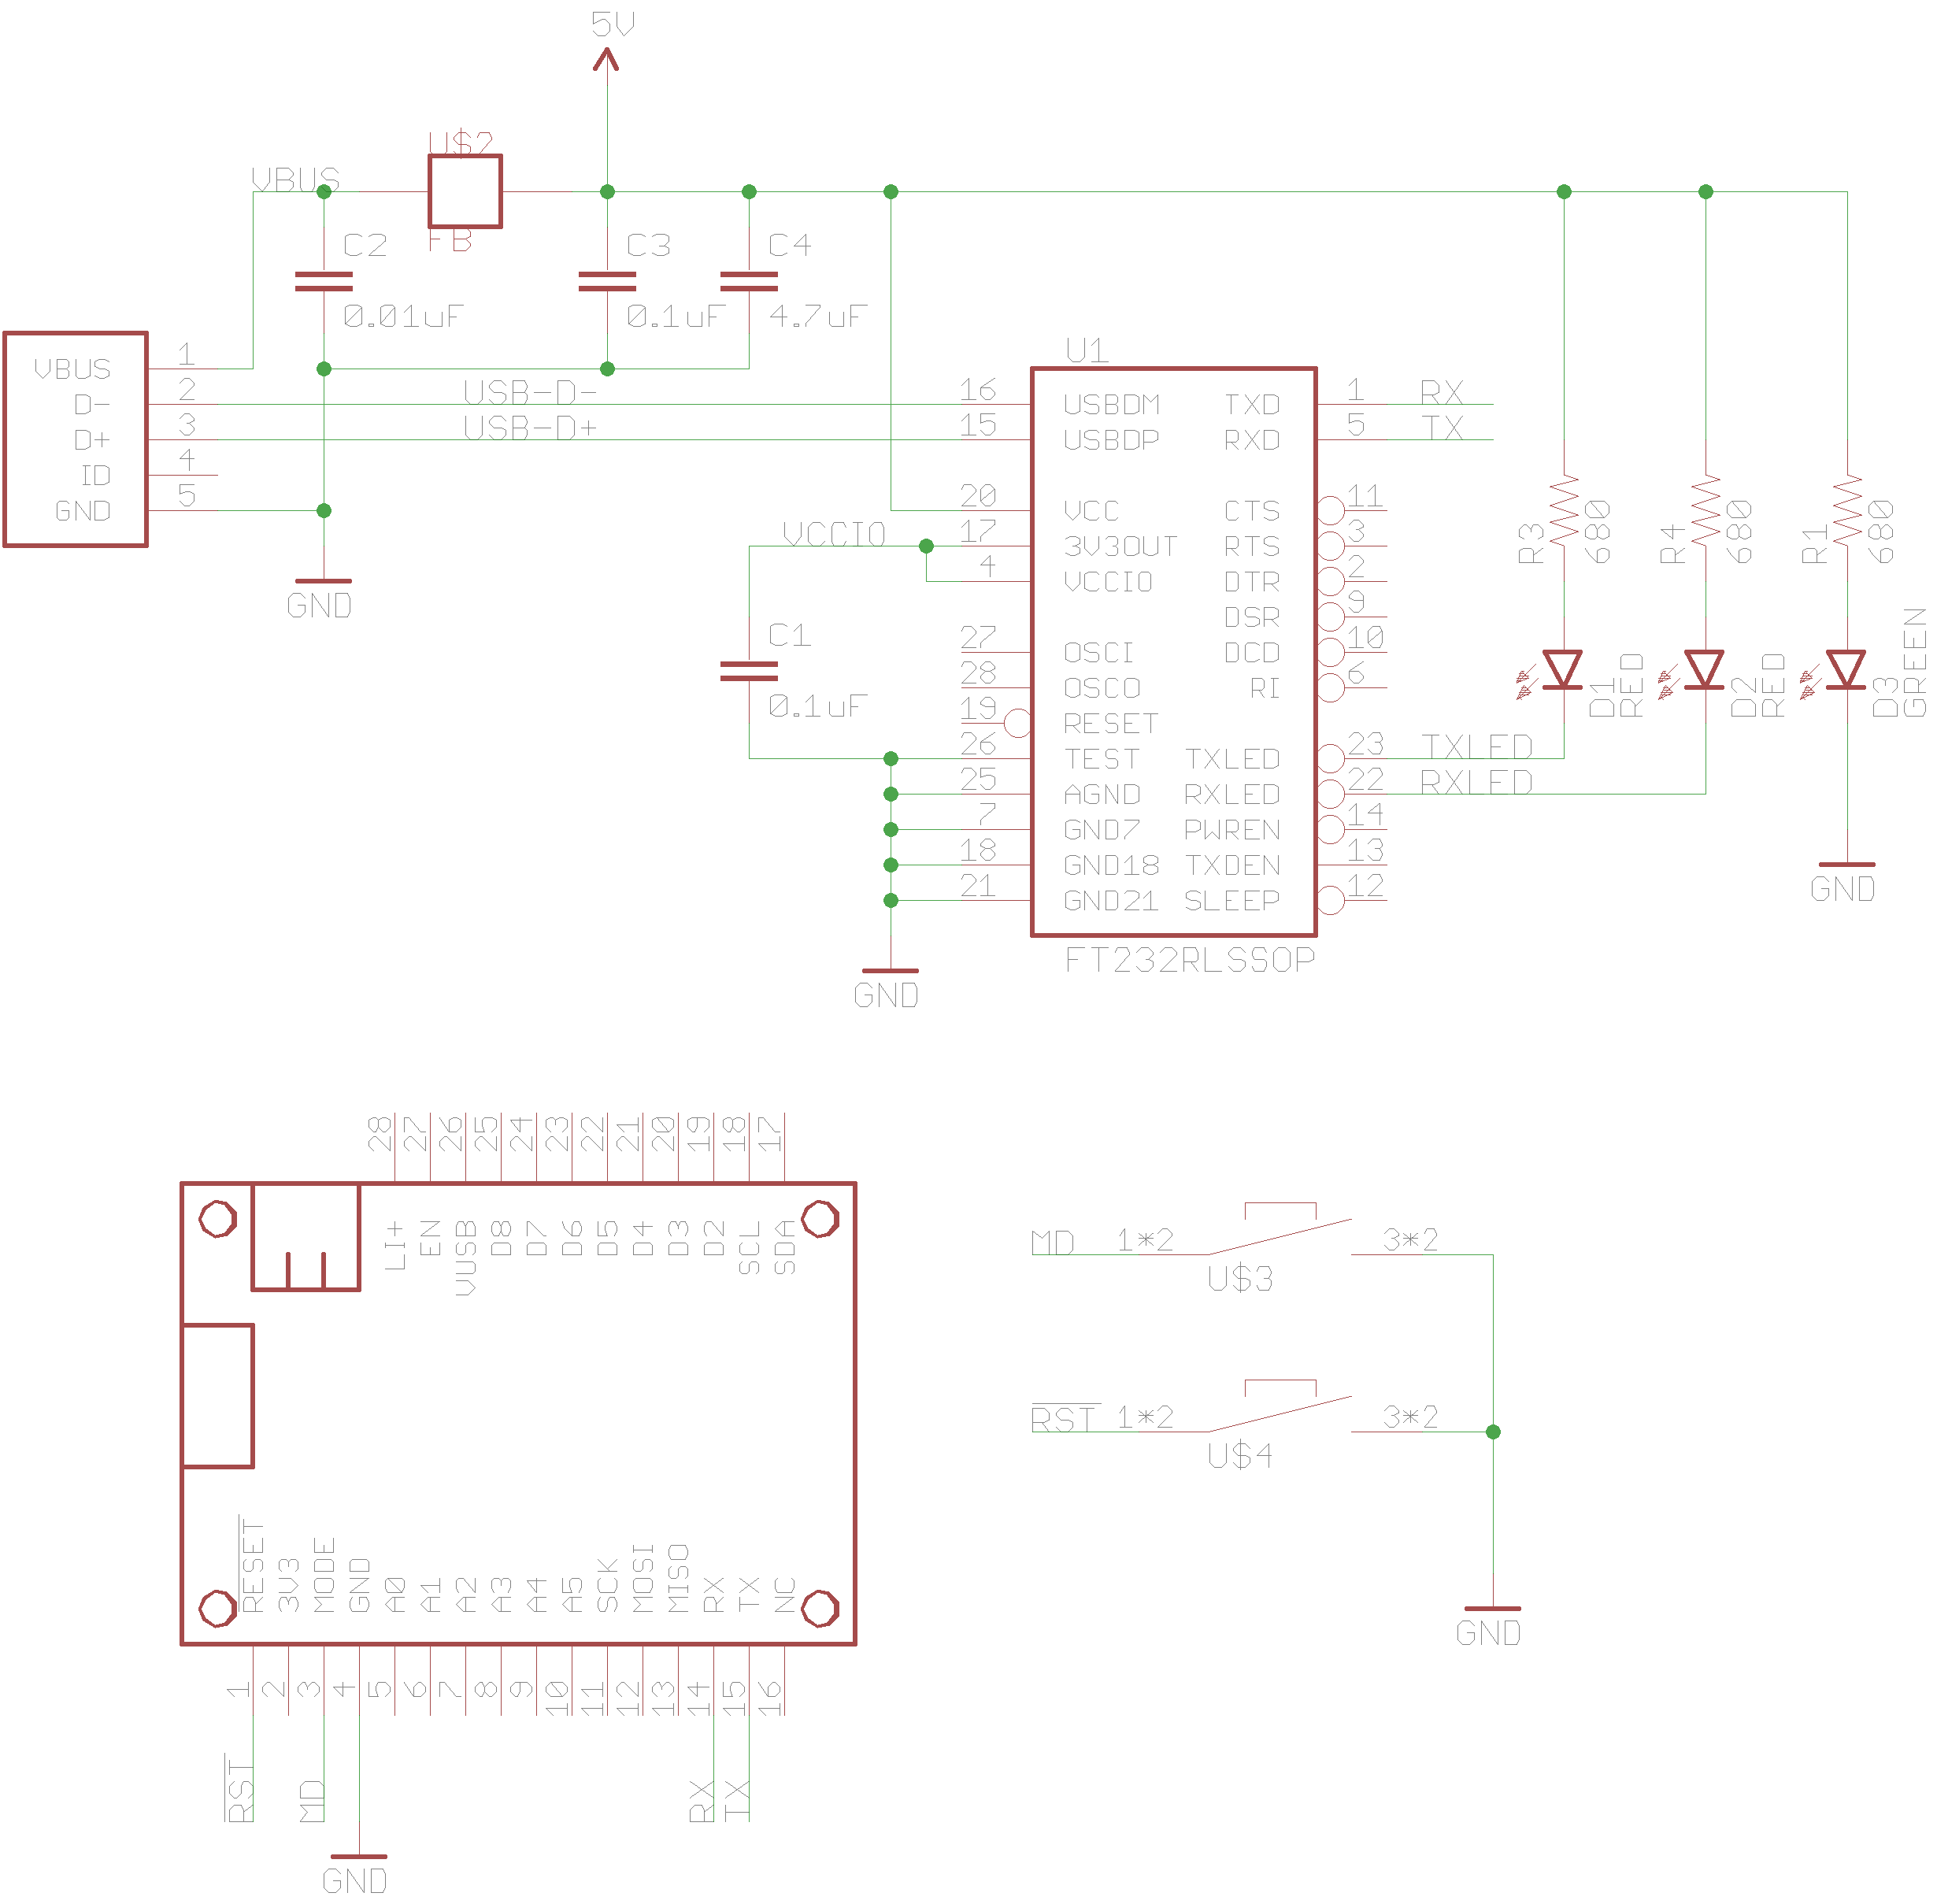 5V
U$2
VBUS
FB
C2
0.01uF
C3
0.1uF
C4
4.7uF
VBUS 1
D- 2
D+ 3
ID 4
GND 5
USB-D-
USB-D+
GND
U1
16 USBDM TXD 1 RX
15 USBDP RXD 5 TX
20 VCC CTS 11
17 3V3OUT RTS 3
4 VCCIO DTR 2
DSR 9
27 OSCI DCD 10
28 OSCO RI 6
19 RESET
26 TEST TXLED 23 TXLED
25 AGND RXLED 22 RXLED
7 GND7 PWREN 14
18 GND18 TXDEN 13
21 GND21 SLEEP 12
FT232RLSSOP
VCCIO
C1
0.1uF
GND
R3
680
R4
680
R1
680
D1
RED
D2
RED
D3
GREEN
GND
28 27 26 25 24 23 22 21 20 19 18 17
LI+ EN VUSB D8 D7 D6 D5 D4 D3 D2 SCL SDA
RESET 3V3 MODE GND A0 A1 A2 A3 A4 A5 SCK MOSI MISO RX TX NC
1 2 3 4 5 6 7 8 9 10 11 12 13 14 15 16
RST MD RX TX
GND
MD 1*2 3*2
U$3
RST 1*2 3*2
U$4
GND